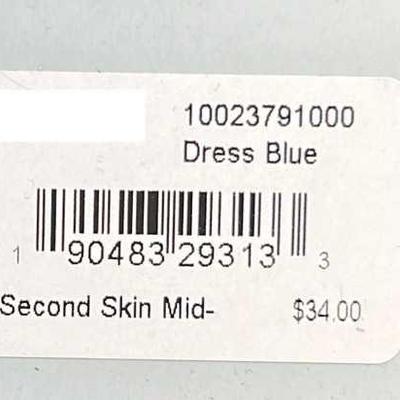 10023791000
Dress Blue
1 90483 29313 3
Second Skin Mid- $34.00